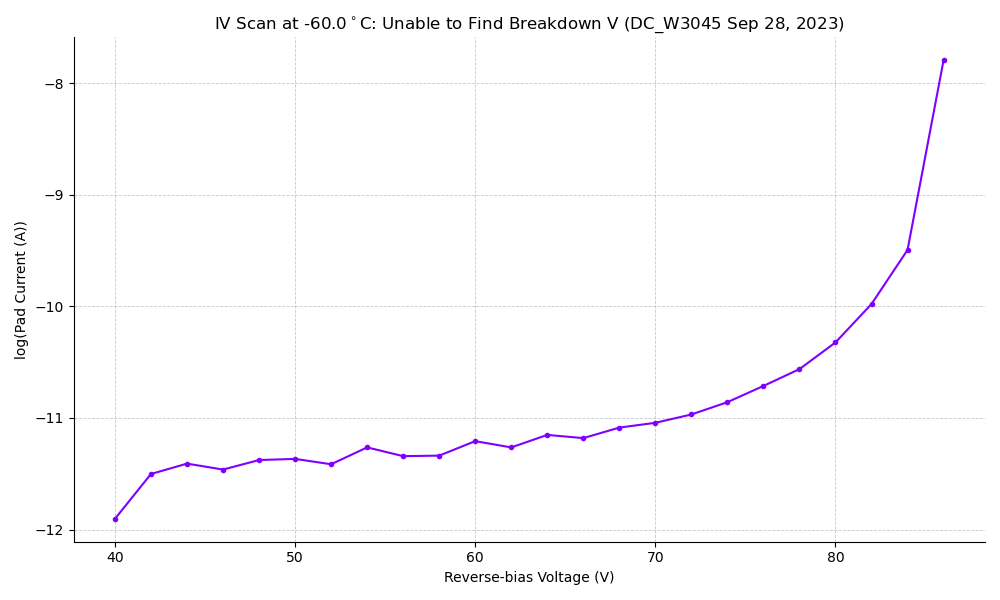 IV Scan at -60.0°C: Unable to Find Breakdown V (DC_W3045 Sep 28, 2023)
log(Pad Current (A))
−8
−9
−10
−11
−12
40 50 60 70 80
Reverse-bias Voltage (V)